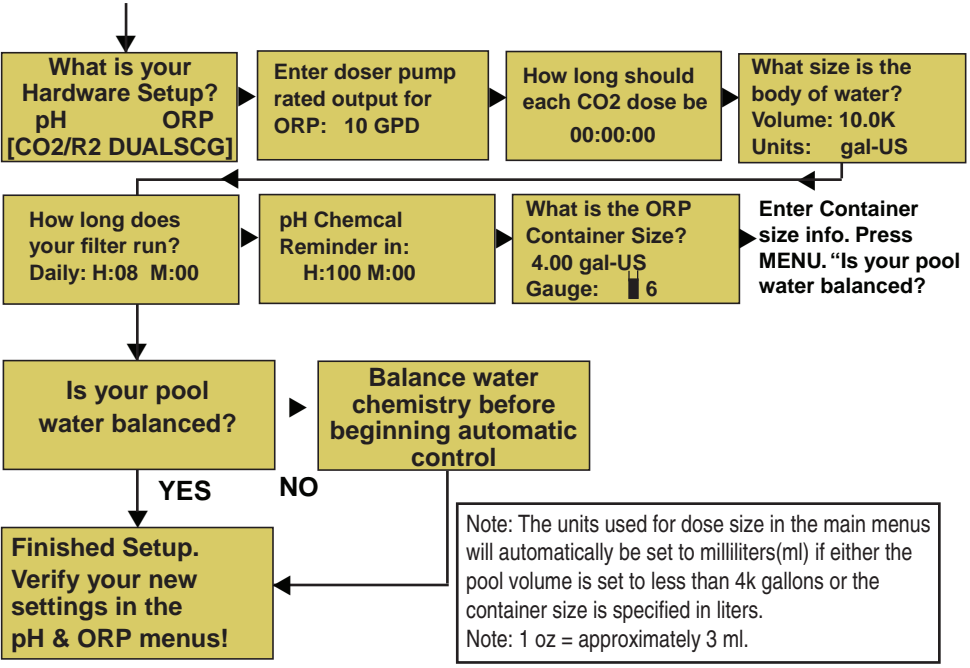 What is your
Hardware Setup?
pH ORP
[CO2/R2 DUALSCG]
Enter doser pump
rated output for
ORP: 10 GPD
How long should
each CO2 dose be
00:00:00
What size is the
body of water?
Volume: 10.0K
Units: gal-US
How long does
your filter run?
Daily: H:08 M:00
pH Chemcal
Reminder in:
H:100 M:00
What is the ORP
Container Size?
4.00 gal-US
Gauge: 6
Enter Container
size info. Press
MENU. “Is your pool
water balanced?
Is your pool
water balanced?
Balance water
chemistry before
beginning automatic
control
YES
NO
Finished Setup.
Verify your new
settings in the
pH & ORP menus!
Note: The units used for dose size in the main menus
will automatically be set to milliliters(ml) if either the
pool volume is set to less than 4k gallons or the
container size is specified in liters.
Note: 1 oz = approximately 3 ml.